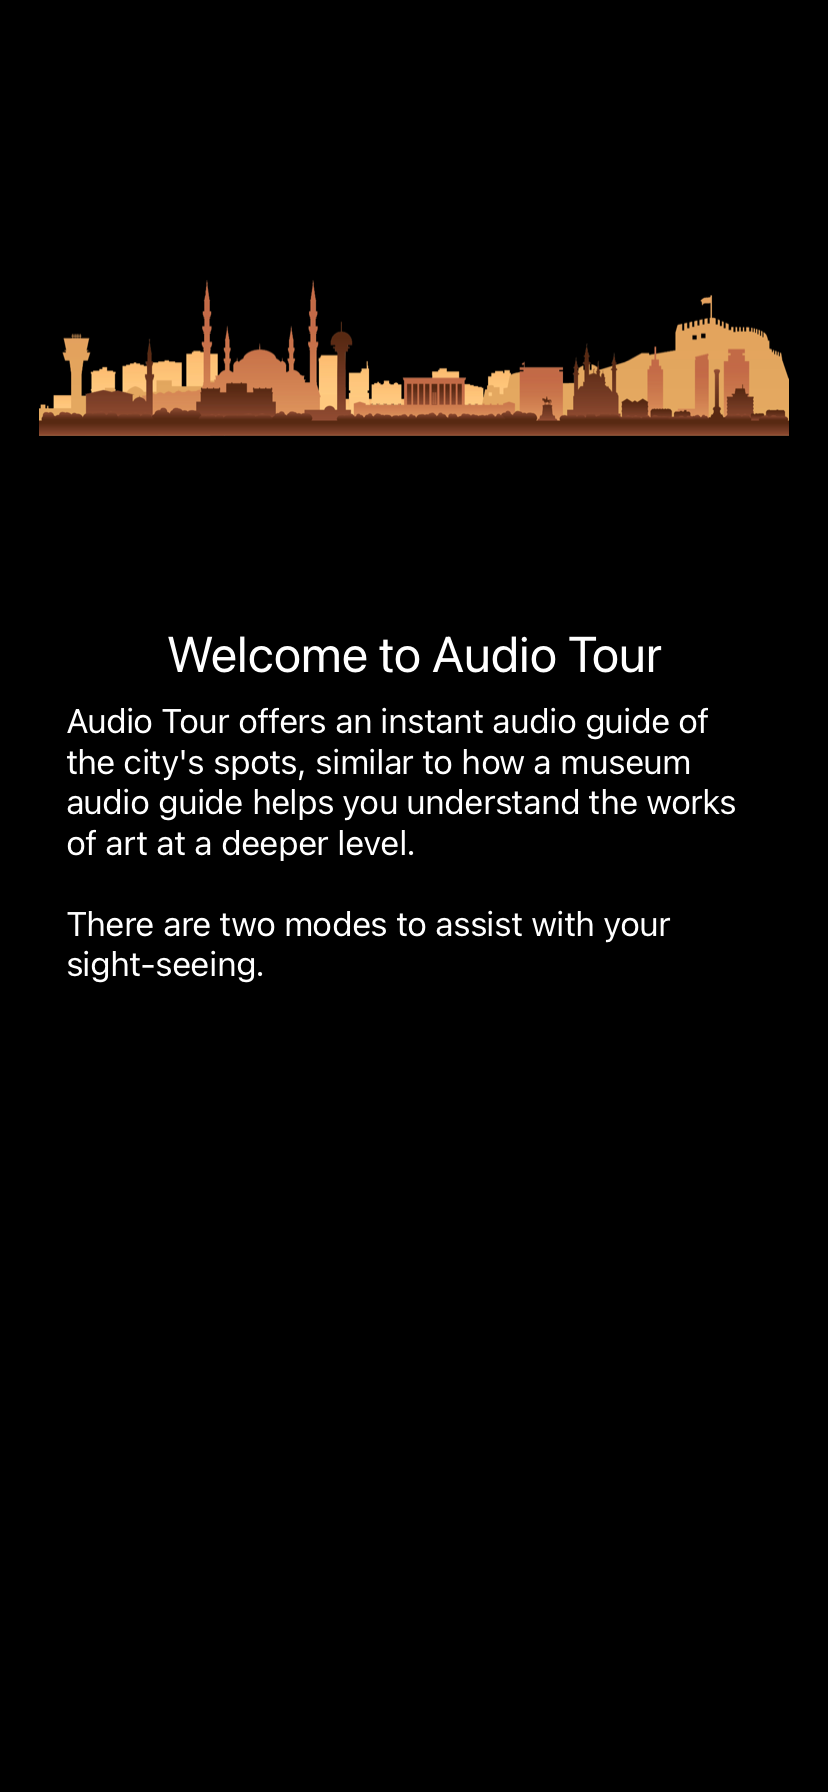 Welcome to Audio Tour
Audio Tour offers an instant audio guide of
the city's spots, similar to how a museum
audio guide helps you understand the works
of art at a deeper level.
There are two modes to assist with your
sight-seeing.